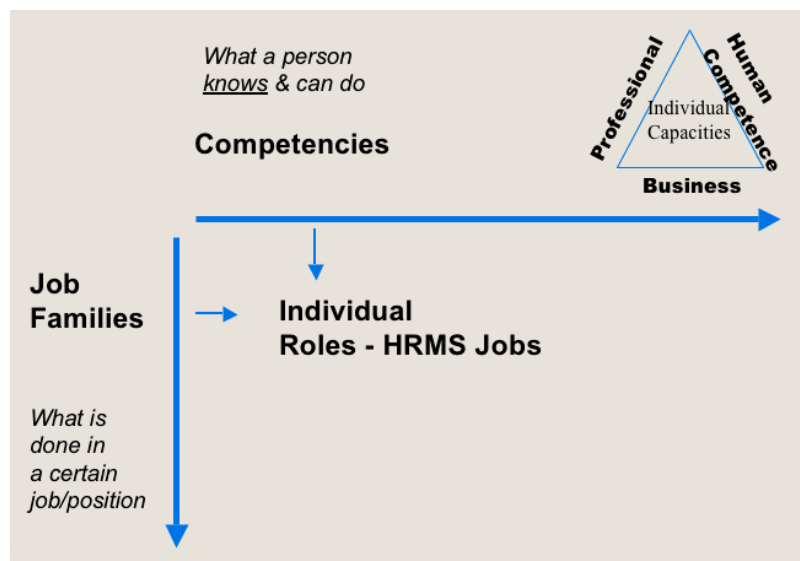 What a person
knows & can do
Competencies
Professional
Human
Competence
Individual
Capacities
Business
Job
Families
Individual
Roles - HRMS Jobs
What is
done in
a certain
job/position